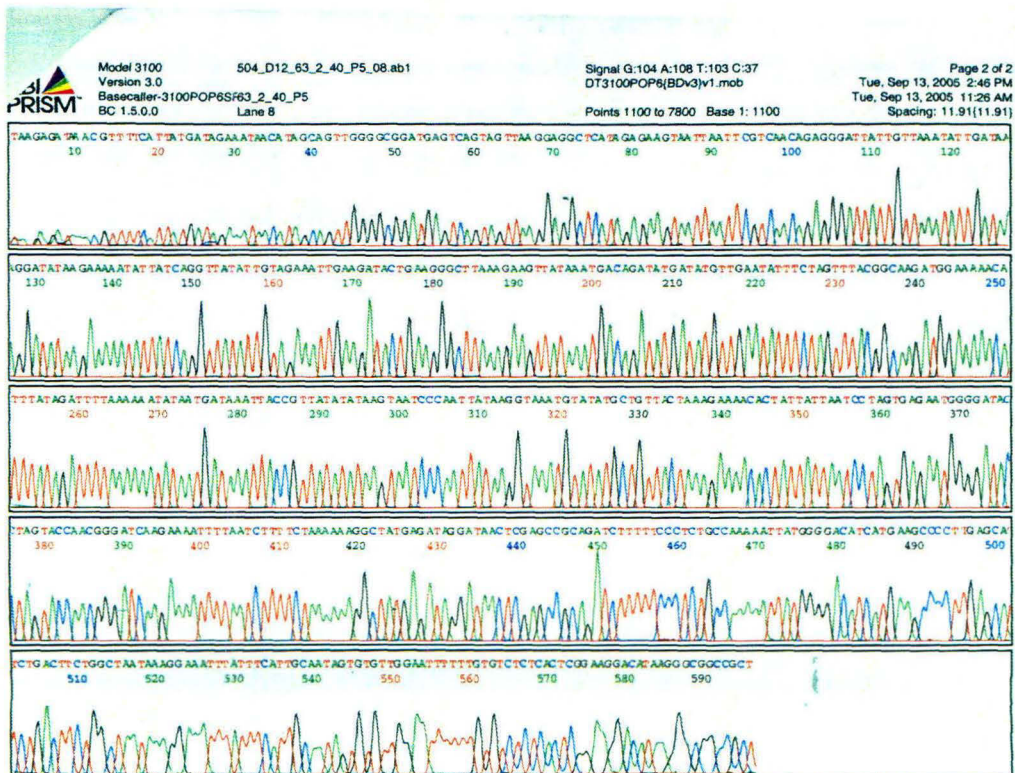 BI
PRISM
Model 3100
Version 3.0
Basecaller-3100POP6SR63_2_40_P5
BC 1.5.0.0
504_D12_63_2_40_P5_08.ab1
Lane 8
Signal G:104 A:108 T:103 C:37
DT3100POP6{BDv3}v1.mob
Points 1100 to 7800 Base 1: 1100
Page 2 of 2
Tue, Sep 13, 2005 2:46 PM
Tue, Sep 13, 2005 11:26 AM
Spacing: 11.91{11.91}
TAAGAGATAAACGTTTTCATTATGATAGAAATAACATAGCAGTTGGGGCGGATGAGTCAGTAGTTAAGGAGGCTCATAGAGAAGTAATTAATTCGTCAACAGAGGGATTATTGTTAAATATTGATAA
10 20 30 40 50 60 70 80 90 100 110 120
AGGATATAAGAAAAATATTATCAGGTTATATTGTAGAAATTGAAGATACTGAAGGGCTTAAAGAAGTTATAAATGACAGATATGATATGTTGAATATTTCTAGTTTACGGCAAGATGGAAAAACA
130 140 150 160 170 180 190 200 210 220 230 240 250
TTTATAGATTTTAAAAAATATAATGATAAATTACCGTTATATATAAGTAATCCCAATTATAAGGTAAATGTATATGCTGTTACTAAAGAAAACACTATTATTAATCCTAGTGAGAATGGGGATAC
260 270 280 290 300 310 320 330 340 350 360 370
TAGTACCAACGGGATCAAGAAAATTTTAATCTTTTCTAAAAAAGGCTATGAGATAGGATAACTCGAGCCGCAGATCTTTTTCCCTCTGCCAAAAATTATGGGGACATCATGAAGCCCCTTGAGCAT
380 390 400 410 420 430 440 450 460 470 480 490 500
TCTGACTTCTGGCTAATAAAGGAAATTTATTTCATTGCAATAGTGTGTTGGAATTTTTTGTGTCTCTCACTCGGAAGGACATAAGGGCGGCCGCT
510 520 530 540 550 560 570 580 590